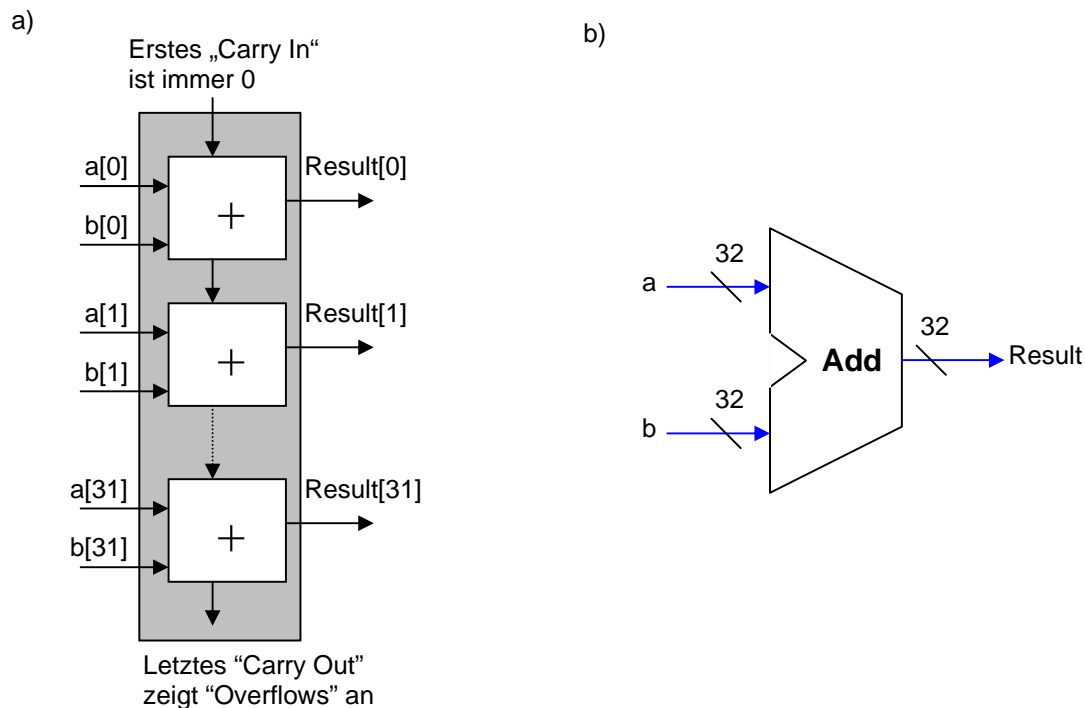 a)
Erstes „Carry In“
ist immer 0
a[0]
b[0]
+
Result[0]
a[1]
b[1]
+
Result[1]
a[31]
b[31]
+
Result[31]
Letztes “Carry Out”
zeigt “Overflows” an
b)
a
32
b
32
Add
32
Result